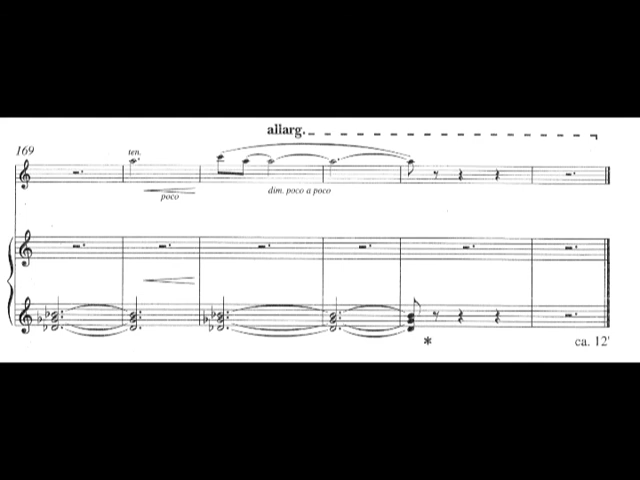 allarg.
169
ten.
poco
dim. poco a poco
ca. 12'